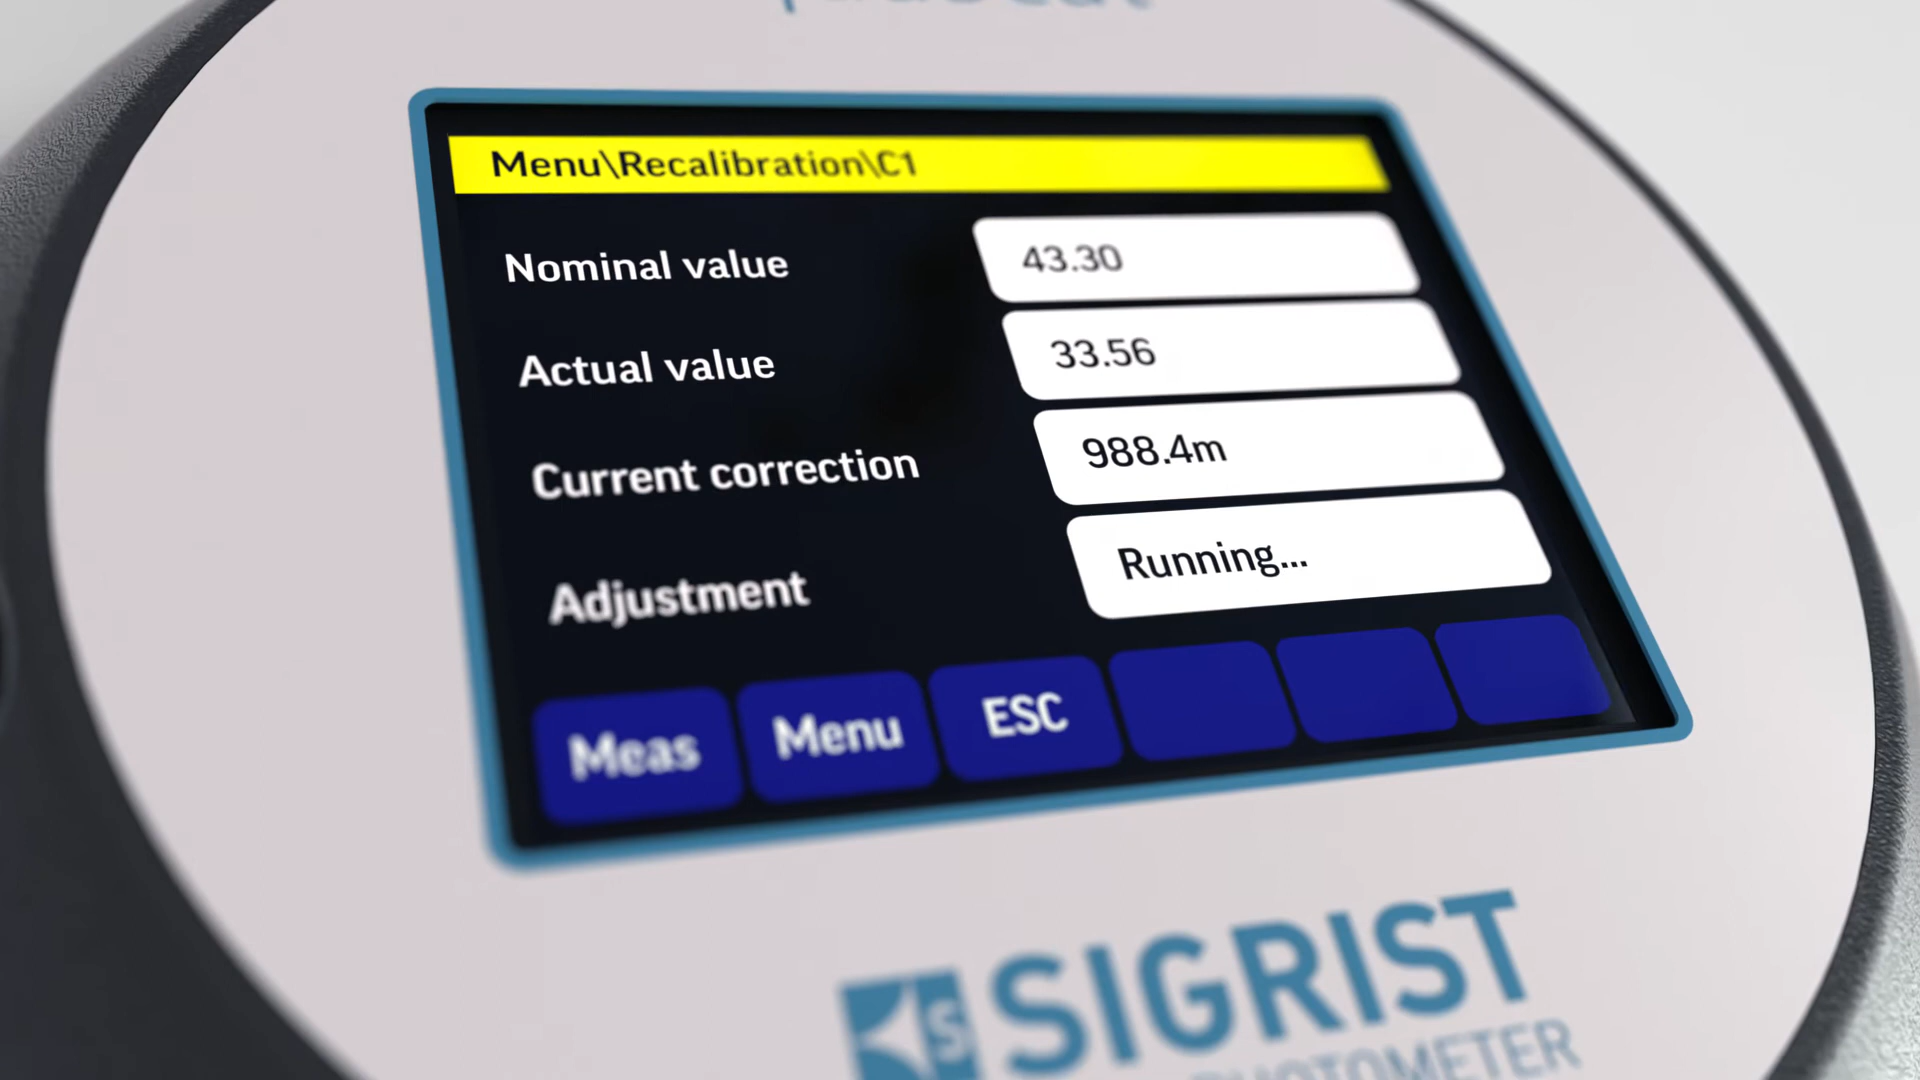 Menu\Recalibration\C1
Nominal value 43.30
Actual value 33.56
Current correction 988.4m
Adjustment Running...
Meas Menu ESC
S SIGRIST
PHOTOMETER